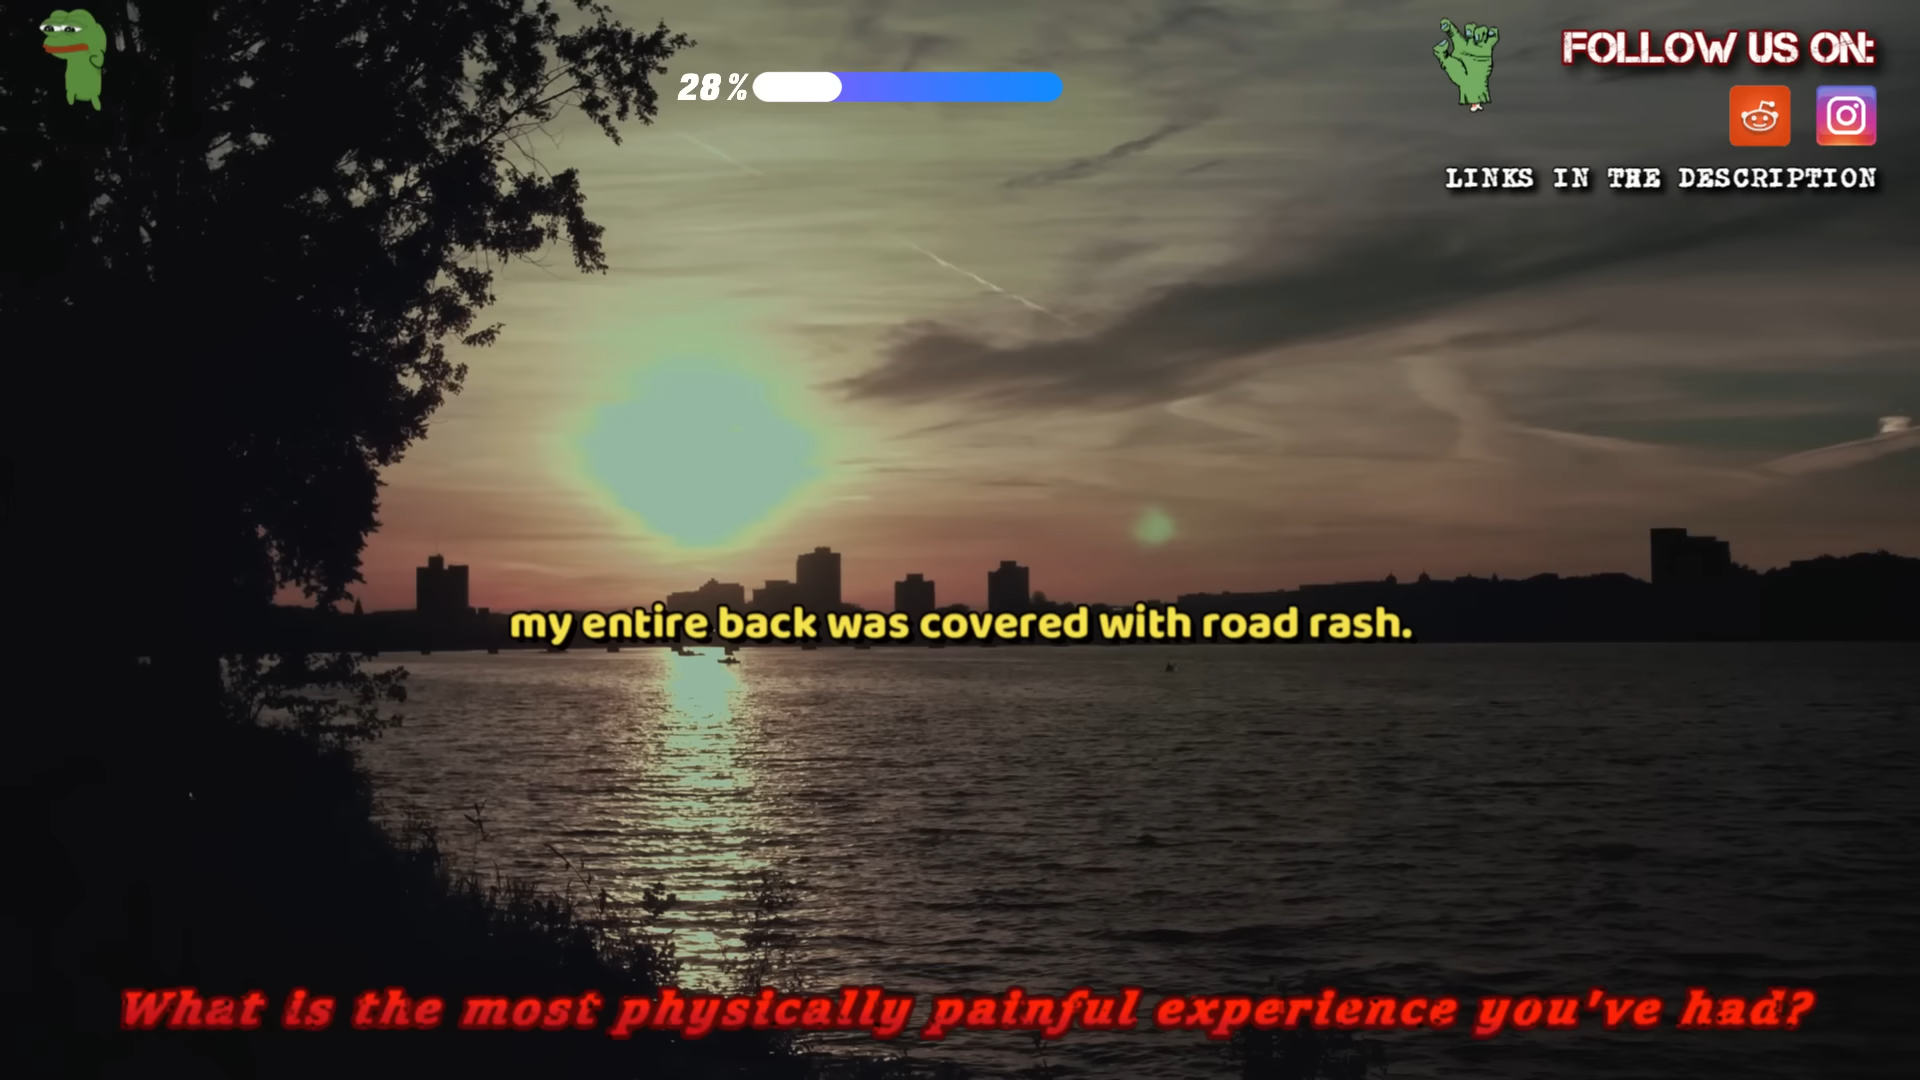 28%
FOLLOW US ON:
LINKS IN THE DESCRIPTION
my entire back was covered with road rash.
What is the most physically painful experience you've had?